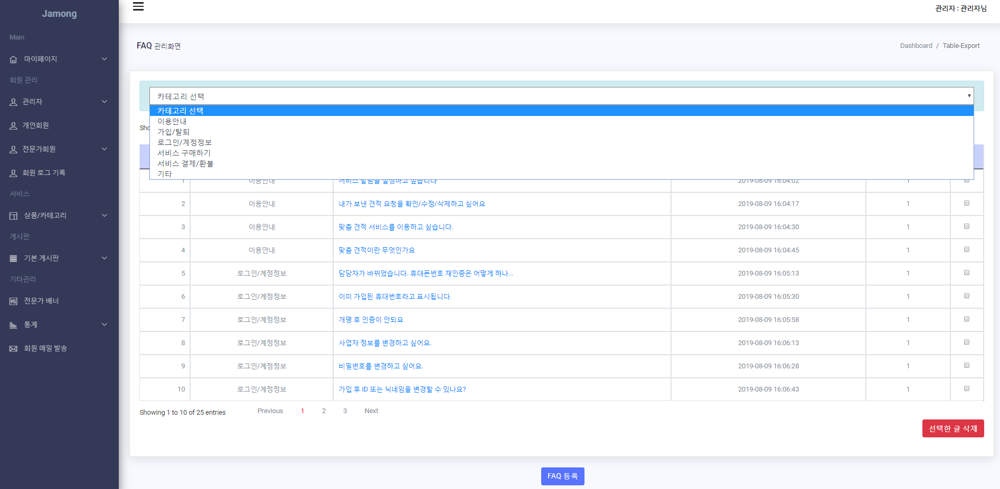 Jamong
Main
마이페이지
회원 관리
관리자
개인회원
전문가회원
회원 로그 기록
서비스
상품/카테고리
게시판
기본 게시판
기타관리
전문가 배너
통계
회원 메일 발송
관리자 : 관리자님
FAQ 관리화면
Dashboard / Table-Export
카테고리 선택
카테고리 선택
이용안내
가입/탈퇴
로그인/계정정보
서비스 구매하기
서비스 결제/환불
기타
1 이용안내 서비스 알림을 설정하고 싶습니다 2019-08-09 16:04:02 1
2 이용안내 내가 보낸 견적 요청을 확인/수정/삭제하고 싶어요 2019-08-09 16:04:17 1
3 이용안내 맞춤 견적 서비스를 이용하고 싶습니다. 2019-08-09 16:04:30 1
4 이용안내 맞춤 견적이란 무엇인가요 2019-08-09 16:04:45 1
5 로그인/계정정보 담당자가 바뀌었습니다. 휴대폰번호 재인증은 어떻게 하나... 2019-08-09 16:05:13 1
6 로그인/계정정보 이미 가입된 휴대번호라고 표시됩니다. 2019-08-09 16:05:30 1
7 로그인/계정정보 개명 후 인증이 안되요 2019-08-09 16:05:58 1
8 로그인/계정정보 사업자 정보를 변경하고 싶어요. 2019-08-09 16:06:13 1
9 로그인/계정정보 비밀번호를 변경하고 싶어요. 2019-08-09 16:06:28 1
10 로그인/계정정보 가입 후 ID 또는 닉네임을 변경할 수 있나요? 2019-08-09 16:06:43 1
Showing 1 to 10 of 25 entries Previous 1 2 3 Next
선택한 글 삭제
FAQ 등록